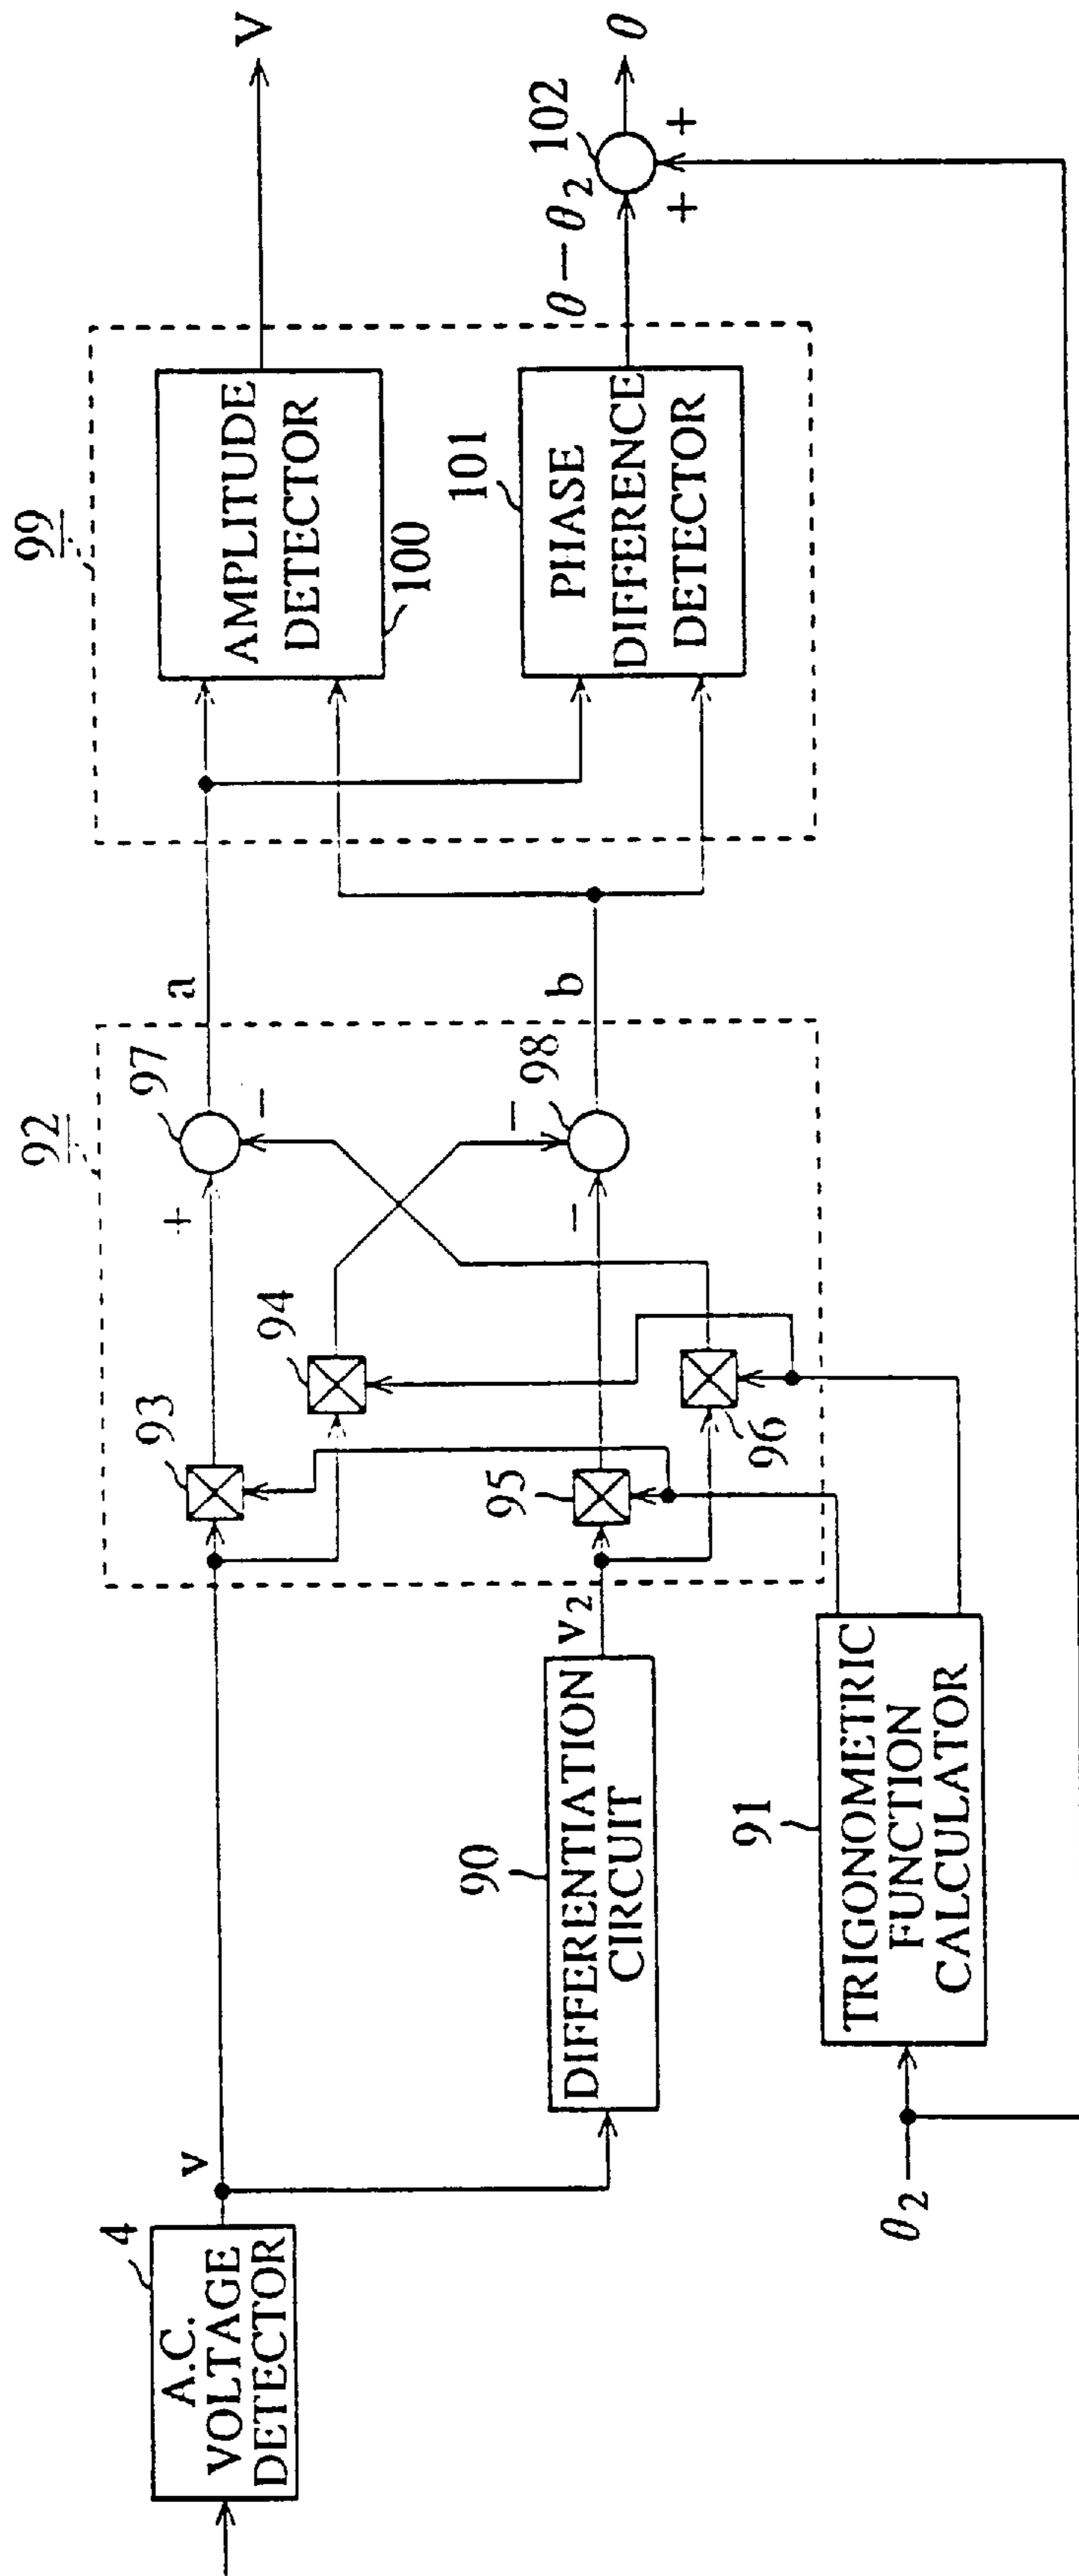 4
A.C.
VOLTAGE
DETECTOR
v
90
DIFFERENTIATION
CIRCUIT
v2
θ2
91
TRIGONOMETRIC
FUNCTION
CALCULATOR
92
93
94
95
96
97
98
+
−
−
−
a
b
99
AMPLITUDE
DETECTOR
100
101
PHASE
DIFFERENCE
DETECTOR
V
θ−θ2
102
+
+
θ